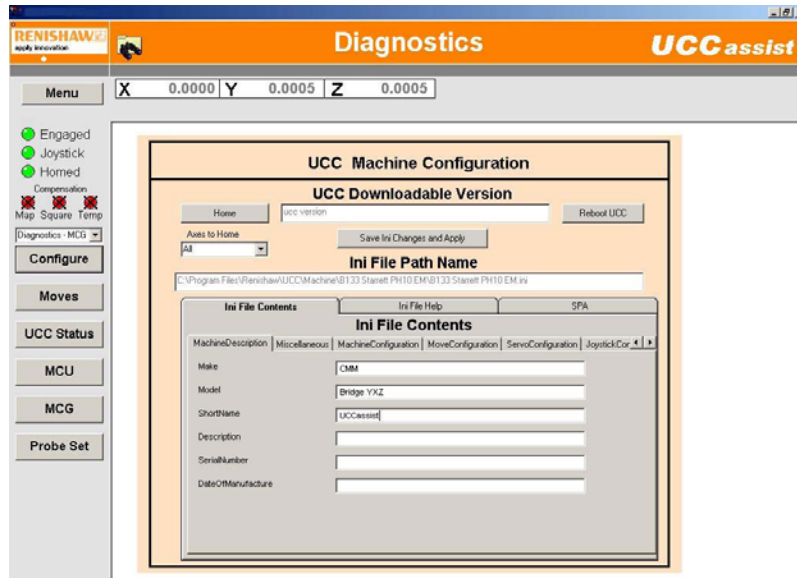 RENISHAW
apply innovation
Diagnostics
UCCassist
Menu
X 0.0000 Y 0.0005 Z 0.0005
Engaged
Joystick
Homed
Compensation
Map Square Temp
Diagnostics - MCG
Configure
Moves
UCC Status
MCU
MCG
Probe Set
UCC Machine Configuration
UCC Downloadable Version
Home
ucc version
Reboot UCC
Axes to Home
All
Save Ini Changes and Apply
Ini File Path Name
C:\Program Files\Renishaw\UCC\Machine\B133 Starrett PH10 EM\B133 Starrett PH10 EM.ini
Ini File Contents
Ini File Help
SPA
Ini File Contents
MachineDescription
Miscellaneous
MachineConfiguration
MoveConfiguration
ServoConfiguration
JoystickCor
Make
CMM
Model
Bridge YXZ
ShortName
UCCassist
Description
SerialNumber
DateOfManufacture